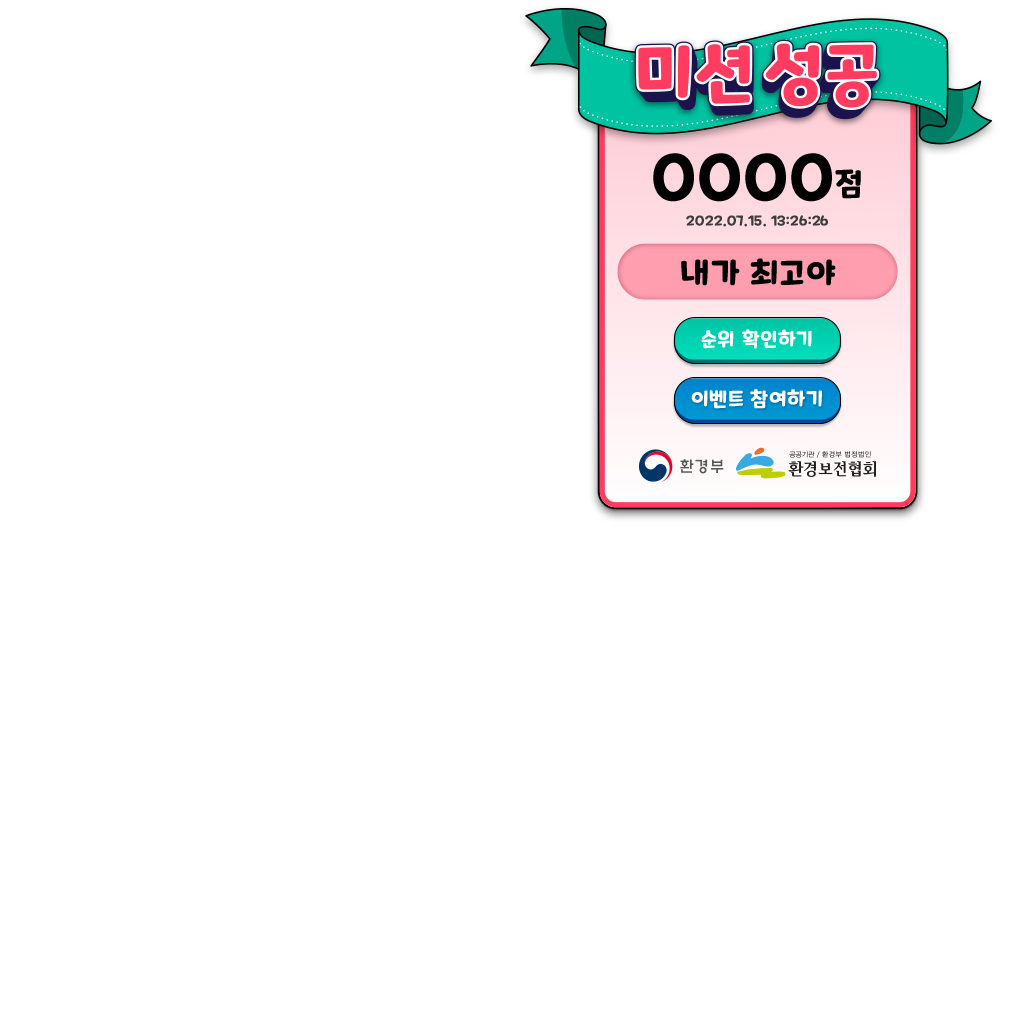 미션 성공
0000점
2022.07.15. 13:26:26
내가 최고야
순위 확인하기
이벤트 참여하기
환경부
공공기관 / 환경부 법정법인
환경보전협회